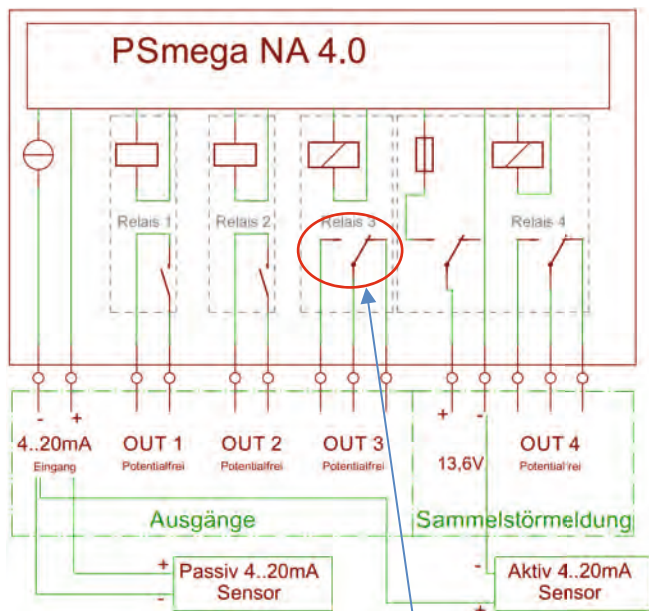 PSmega NA 4.0
Relais 1
Relais 2
Relais 3
Relais 4
- +
4..20mA
Eingang
OUT 1
Potentialfrei
OUT 2
Potentialfrei
OUT 3
Potentialfrei
+ -
13,6V
OUT 4
Potentialfrei
Ausgänge
Sammelstörmeldung
+
-
Passiv 4..20mA
Sensor
-
+
Aktiv 4..20mA
Sensor